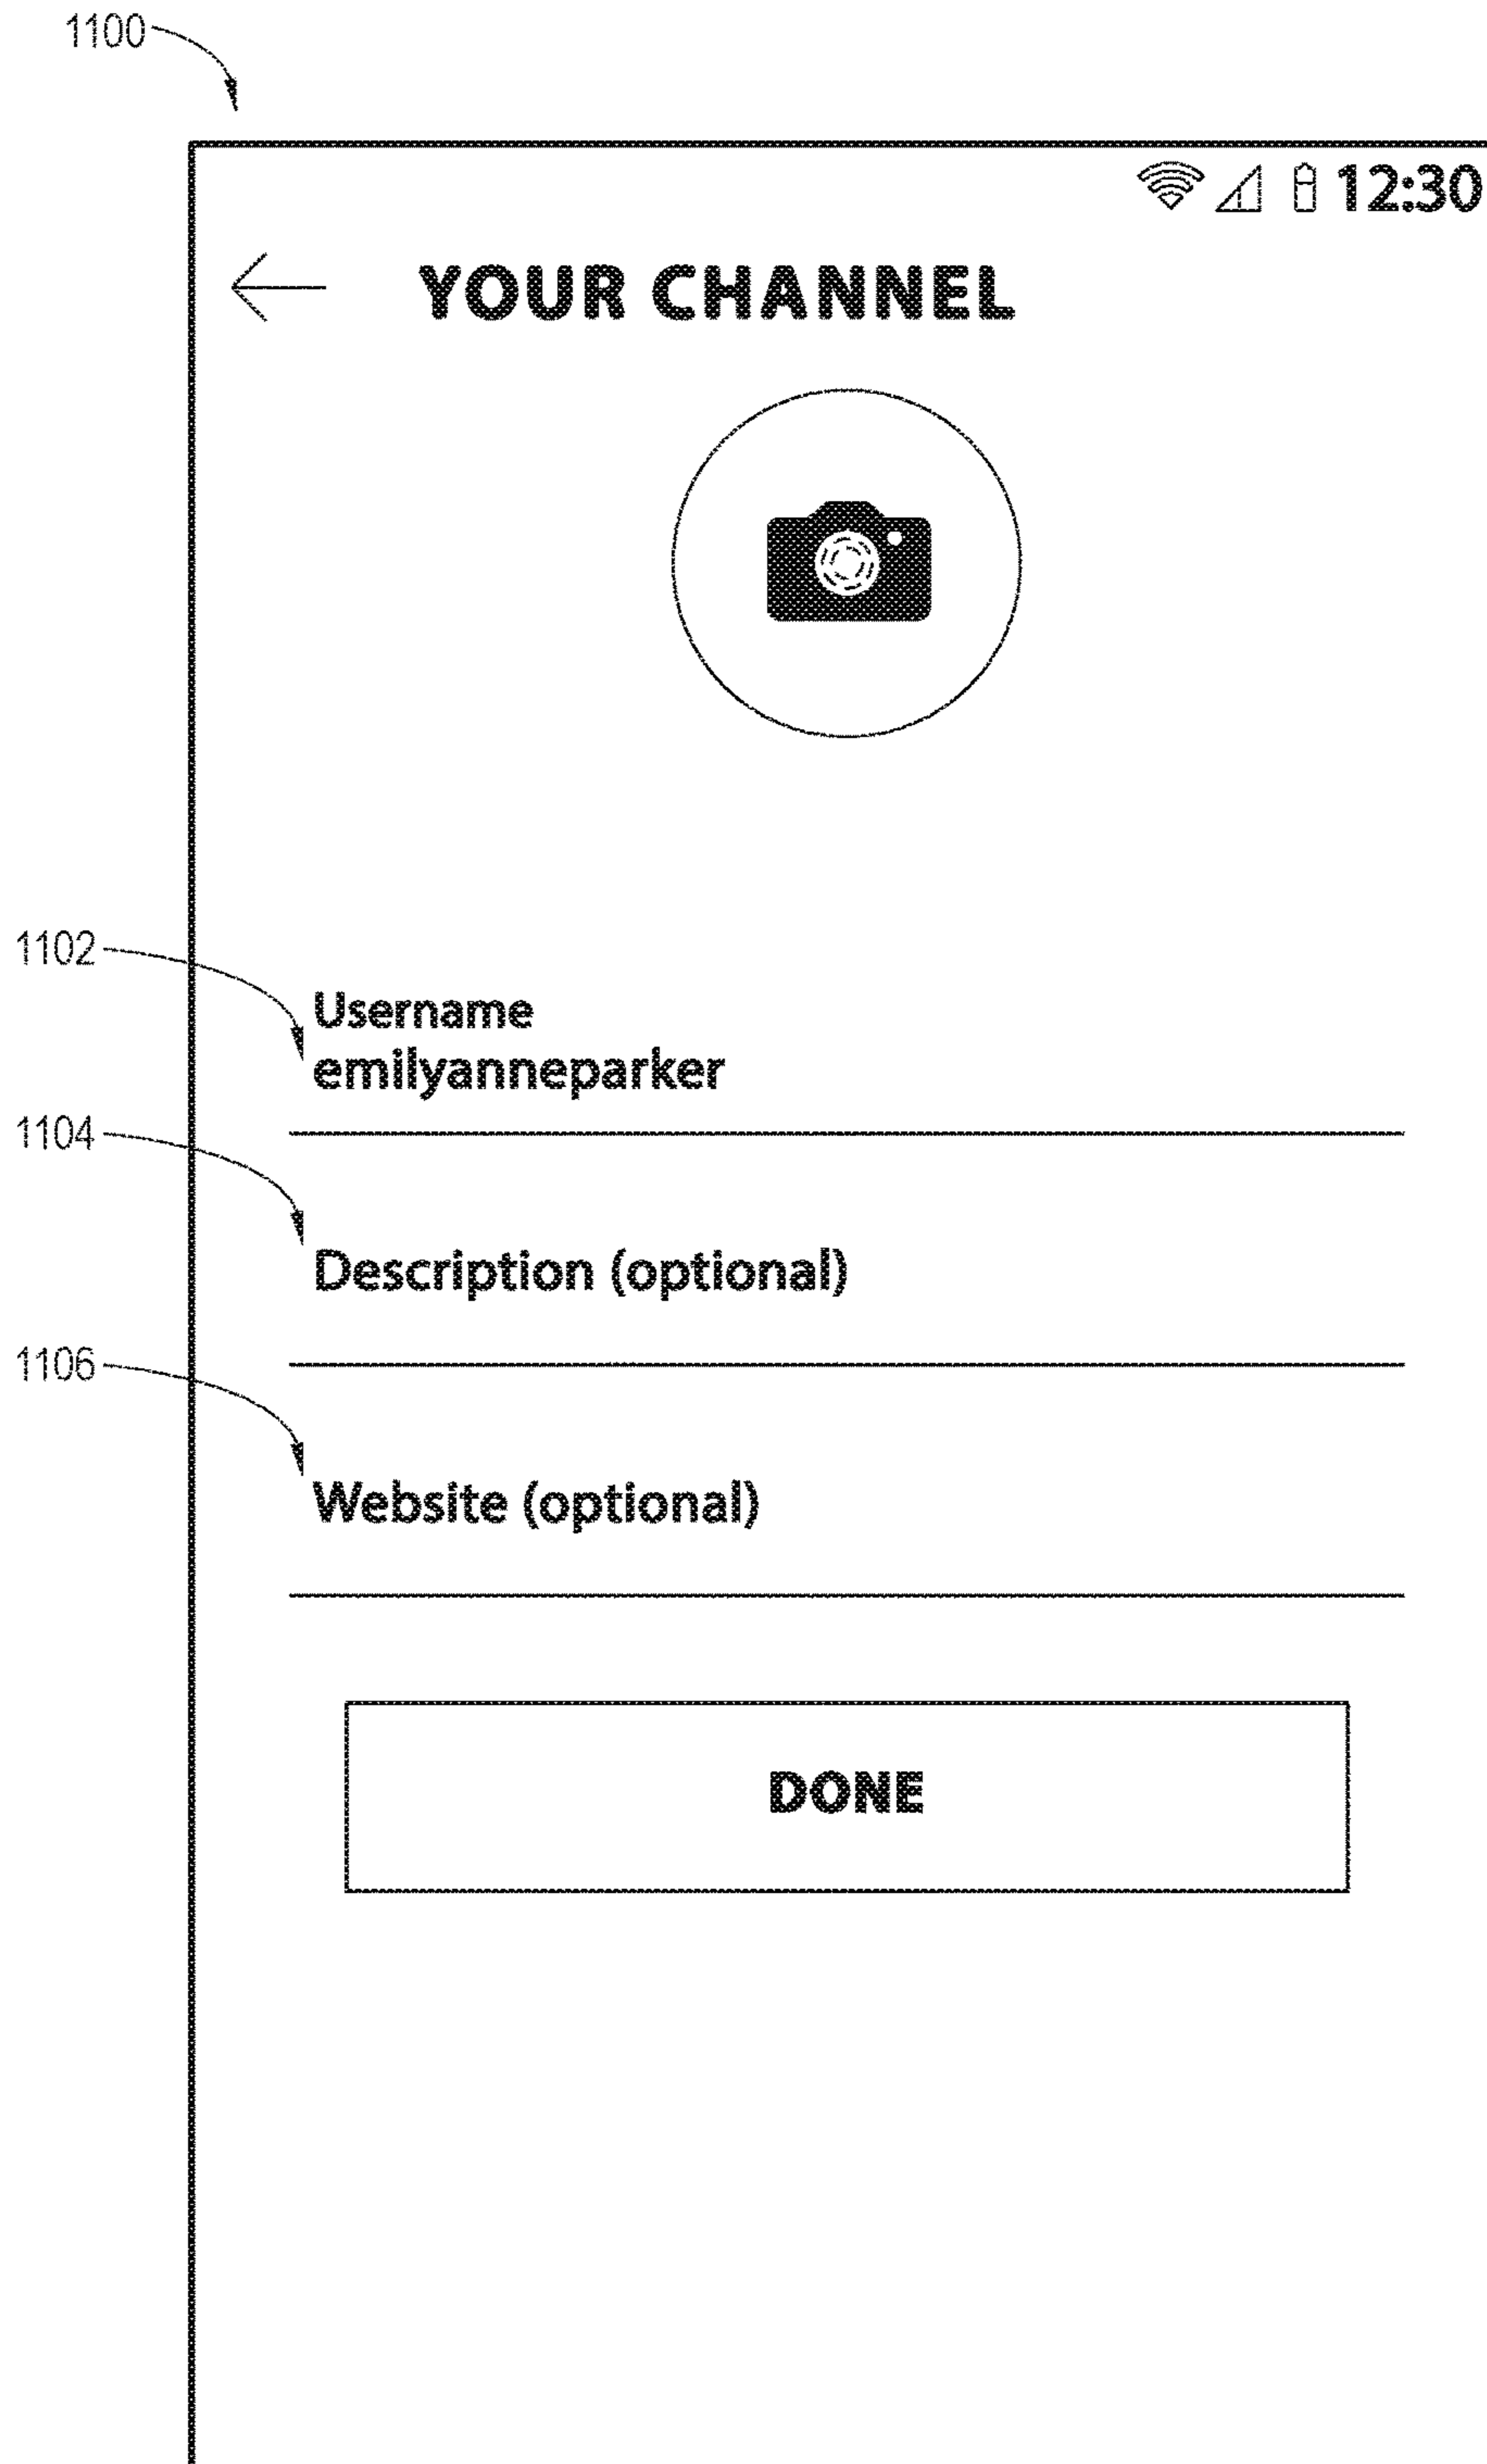 1100
12:30
YOUR CHANNEL
1102
Username
emilyanneparker
1104
Description (optional)
1106
Website (optional)
DONE